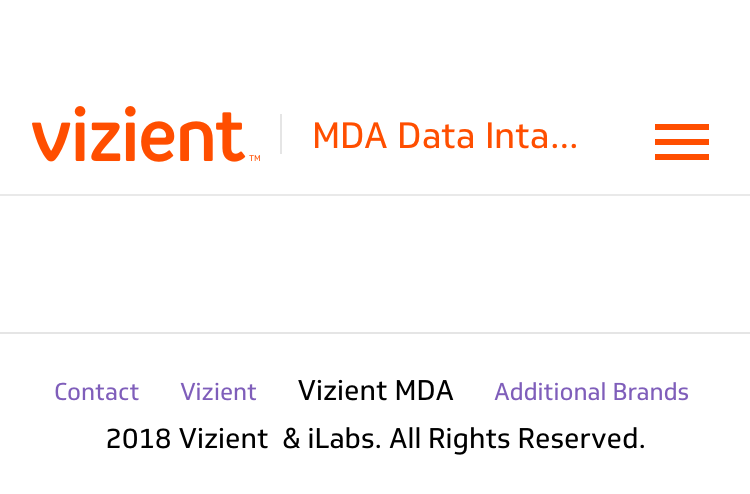 vizient™ MDA Data Inta...
Contact Vizient Vizient MDA Additional Brands
2018 Vizient & iLabs. All Rights Reserved.